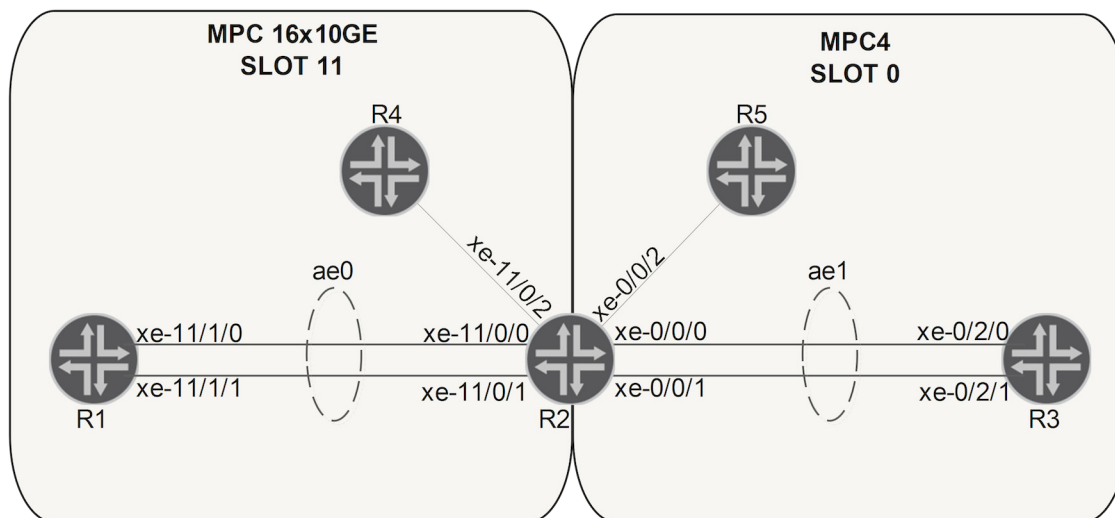 MPC 16x10GE
SLOT 11
MPC4
SLOT 0
R4
R5
xe-11/0/2
xe-0/0/2
ae0
ae1
xe-11/1/0
xe-11/0/0
xe-0/0/0
xe-0/2/0
xe-11/1/1
xe-11/0/1
xe-0/0/1
xe-0/2/1
R1
R2
R3